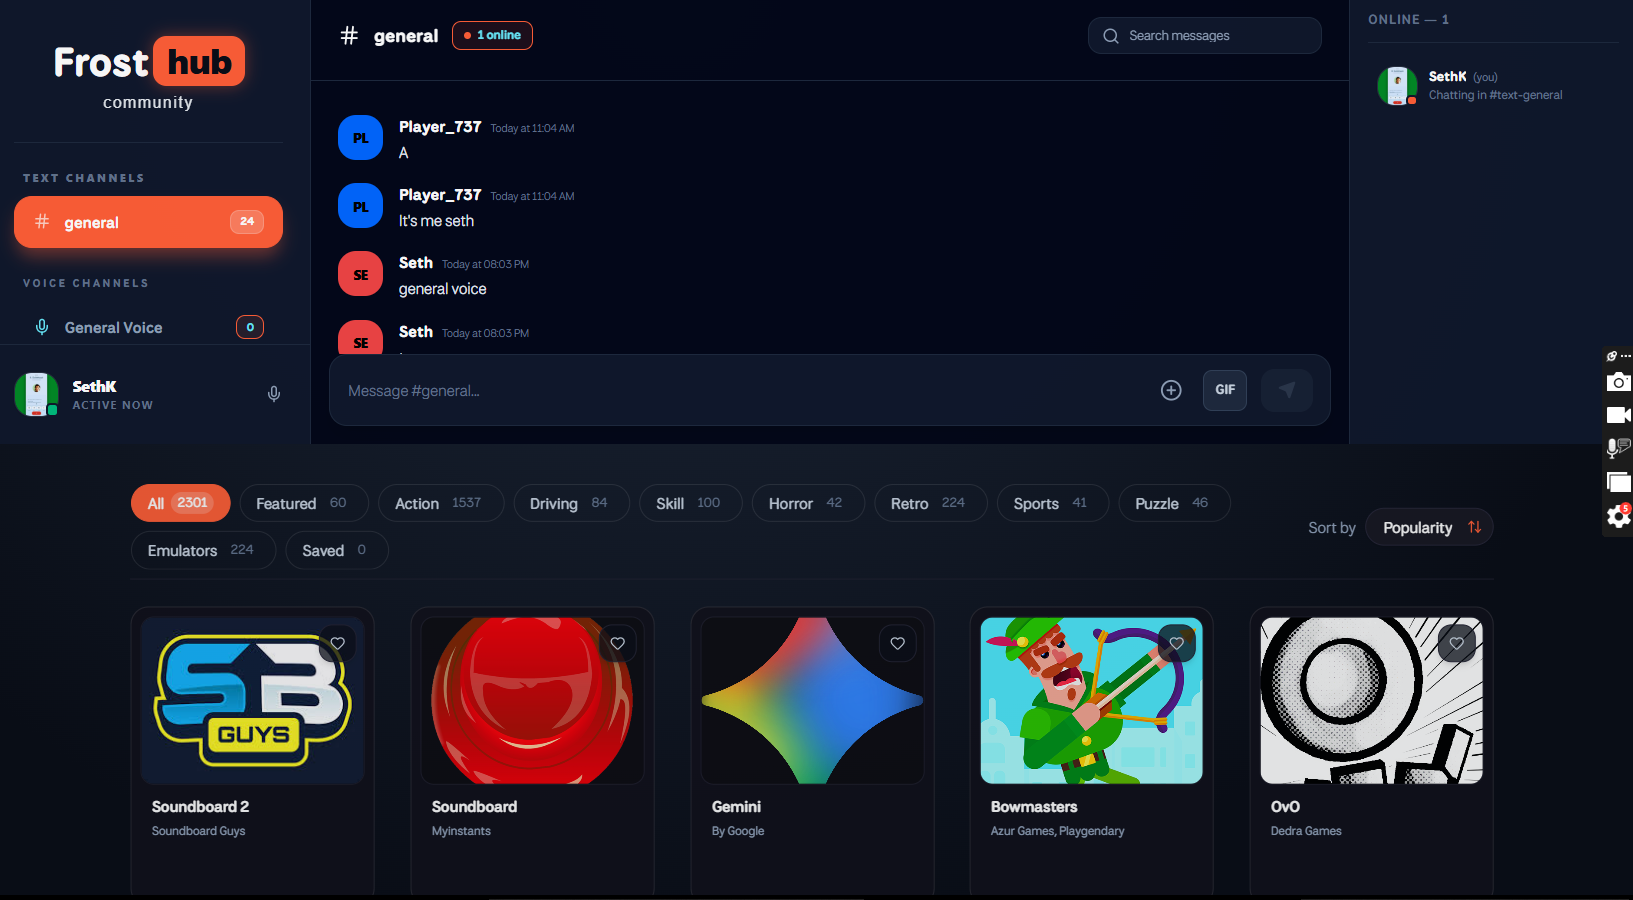 Frost hub
community
TEXT CHANNELS
general
24
VOICE CHANNELS
General Voice
0
SethK
ACTIVE NOW
# general
1 online
Search messages
PL
Player_737 Today at 11:04 AM
A
PL
Player_737 Today at 11:04 AM
It's me seth
SE
Seth Today at 08:03 PM
general voice
SE
Seth Today at 08:03 PM
Message #general...
GIF
ONLINE — 1
SethK (you)
Chatting in #text-general
5
All 2301
Featured 60
Action 1537
Driving 84
Skill 100
Horror 42
Retro 224
Sports 41
Puzzle 46
Emulators 224
Saved 0
Sort by
Popularity
SB
GUYS
Soundboard 2
Soundboard Guys
Soundboard
Myinstants
Gemini
By Google
Bowmasters
Azur Games, Playgendary
OvO
Dedra Games